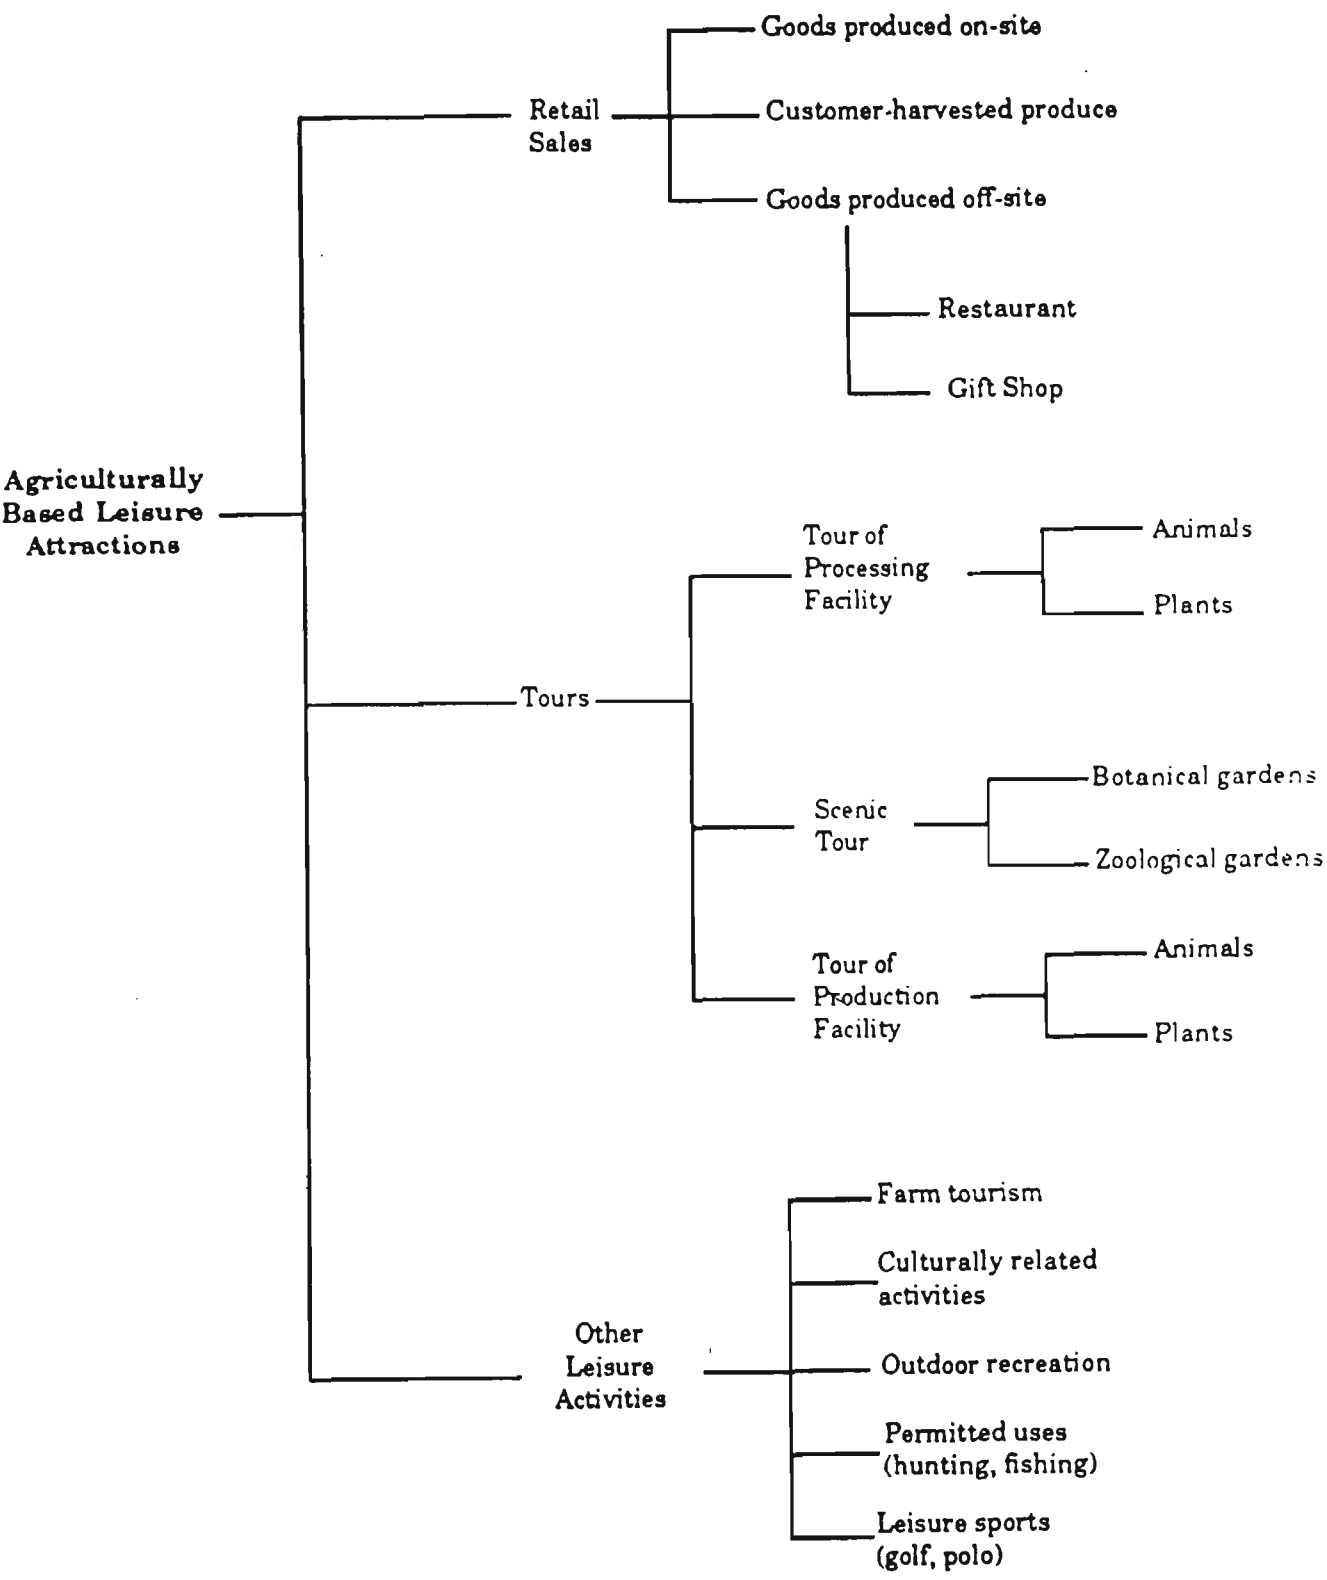 Goods produced on-site
Retail
Sales
Customer-harvested produce
Goods produced off-site
Restaurant
Gift Shop
Agriculturally
Based Leisure
Attractions
Tour of
Processing
Facility
Animals
Plants
Tours
Scenic
Tour
Botanical gardens
Zoological gardens
Tour of
Production
Facility
Animals
Plants
Other
Leisure
Activities
Farm tourism
Culturally related
activities
Outdoor recreation
Permitted uses
(hunting, fishing)
Leisure sports
(golf, polo)